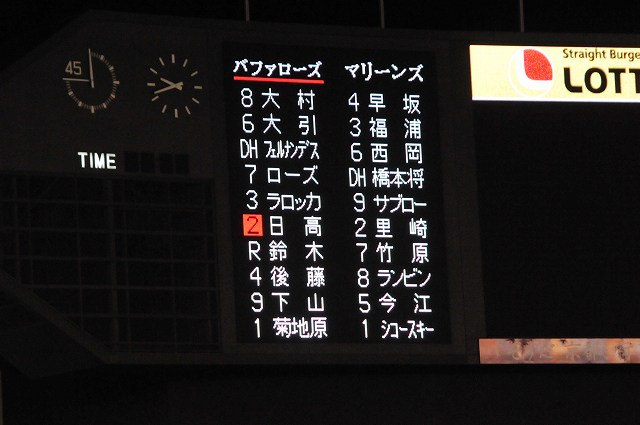 45
TIME
バファローズ
8 大村
6 大引
DH フェルナンデス
7 ローズ
3 ラロッカ
2 日高
R 鈴木
4 後藤
9 下山
1 菊地原
マリーンズ
4 早坂
3 福浦
6 西岡
DH 橋本将
9 サブロー
2 里崎
7 竹原
8 ランビン
5 今江
1 シコースキー
Straight Burge
LOTT